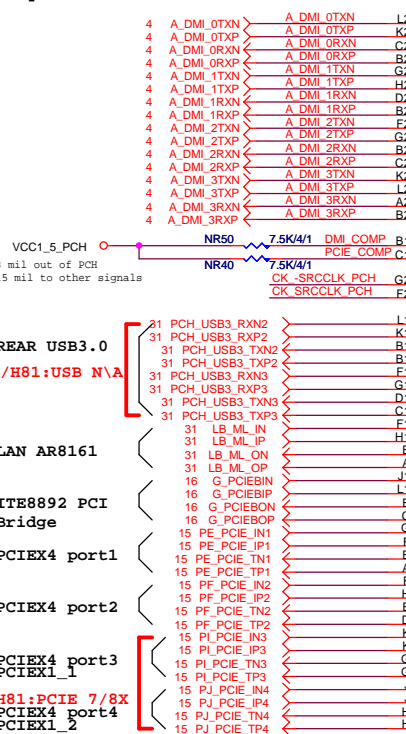 4 A_DMI_0TXN A_DMI_0TXN
4 A_DMI_0TXP A_DMI_0TXP
4 A_DMI_0RXN A_DMI_0RXN
4 A_DMI_0RXP A_DMI_0RXP
4 A_DMI_1TXN A_DMI_1TXN
4 A_DMI_1TXP A_DMI_1TXP
4 A_DMI_1RXN A_DMI_1RXN
4 A_DMI_1RXP A_DMI_1RXP
4 A_DMI_2TXN A_DMI_2TXN
4 A_DMI_2TXP A_DMI_2TXP
4 A_DMI_2RXN A_DMI_2RXN
4 A_DMI_2RXP A_DMI_2RXP
4 A_DMI_3TXN A_DMI_3TXN
4 A_DMI_3TXP A_DMI_3TXP
4 A_DMI_3RXN A_DMI_3RXN
4 A_DMI_3RXP A_DMI_3RXP
VCC1_5_PCH NR50 7.5K/4/1 DMI_COMP
mil out of PCH NR40 7.5K/4/1 PCIE_COMP
mil to other signals CK_-SRCCLK_PCH
CK_SRCCLK_PCH
31 PCH_USB3_RXN2
31 PCH_USB3_RXP2
REAR USB3.0 31 PCH_USB3_TXN2
31 PCH_USB3_TXP2
/H81:USB N\A 31 PCH_USB3_RXN3
31 PCH_USB3_RXP3
31 PCH_USB3_TXN3
31 PCH_USB3_TXP3
31 LB_ML_IN
31 LB_ML_IP
LAN AR8161 31 LB_ML_ON
31 LB_ML_OP
16 G_PCIEBIN
16 G_PCIEBIP
ITE8892 PCI 16 G_PCIEBON
Bridge 16 G_PCIEBOP
15 PE_PCIE_IN1
15 PE_PCIE_IP1
PCIEX4 port1 15 PE_PCIE_TN1
15 PE_PCIE_TP1
15 PF_PCIE_IN2
15 PF_PCIE_IP2
PCIEX4 port2 15 PF_PCIE_TN2
15 PF_PCIE_TP2
15 PI_PCIE_IN3
15 PI_PCIE_IP3
PCIEX4 port3 15 PI_PCIE_TN3
PCIEX1_1 15 PI_PCIE_TP3
15 PJ_PCIE_IN4
H81:PCIE 7/8X 15 PJ_PCIE_IP4
PCIEX4 port4 15 PJ_PCIE_TN4
PCIEX1_2 15 PJ_PCIE_TP4